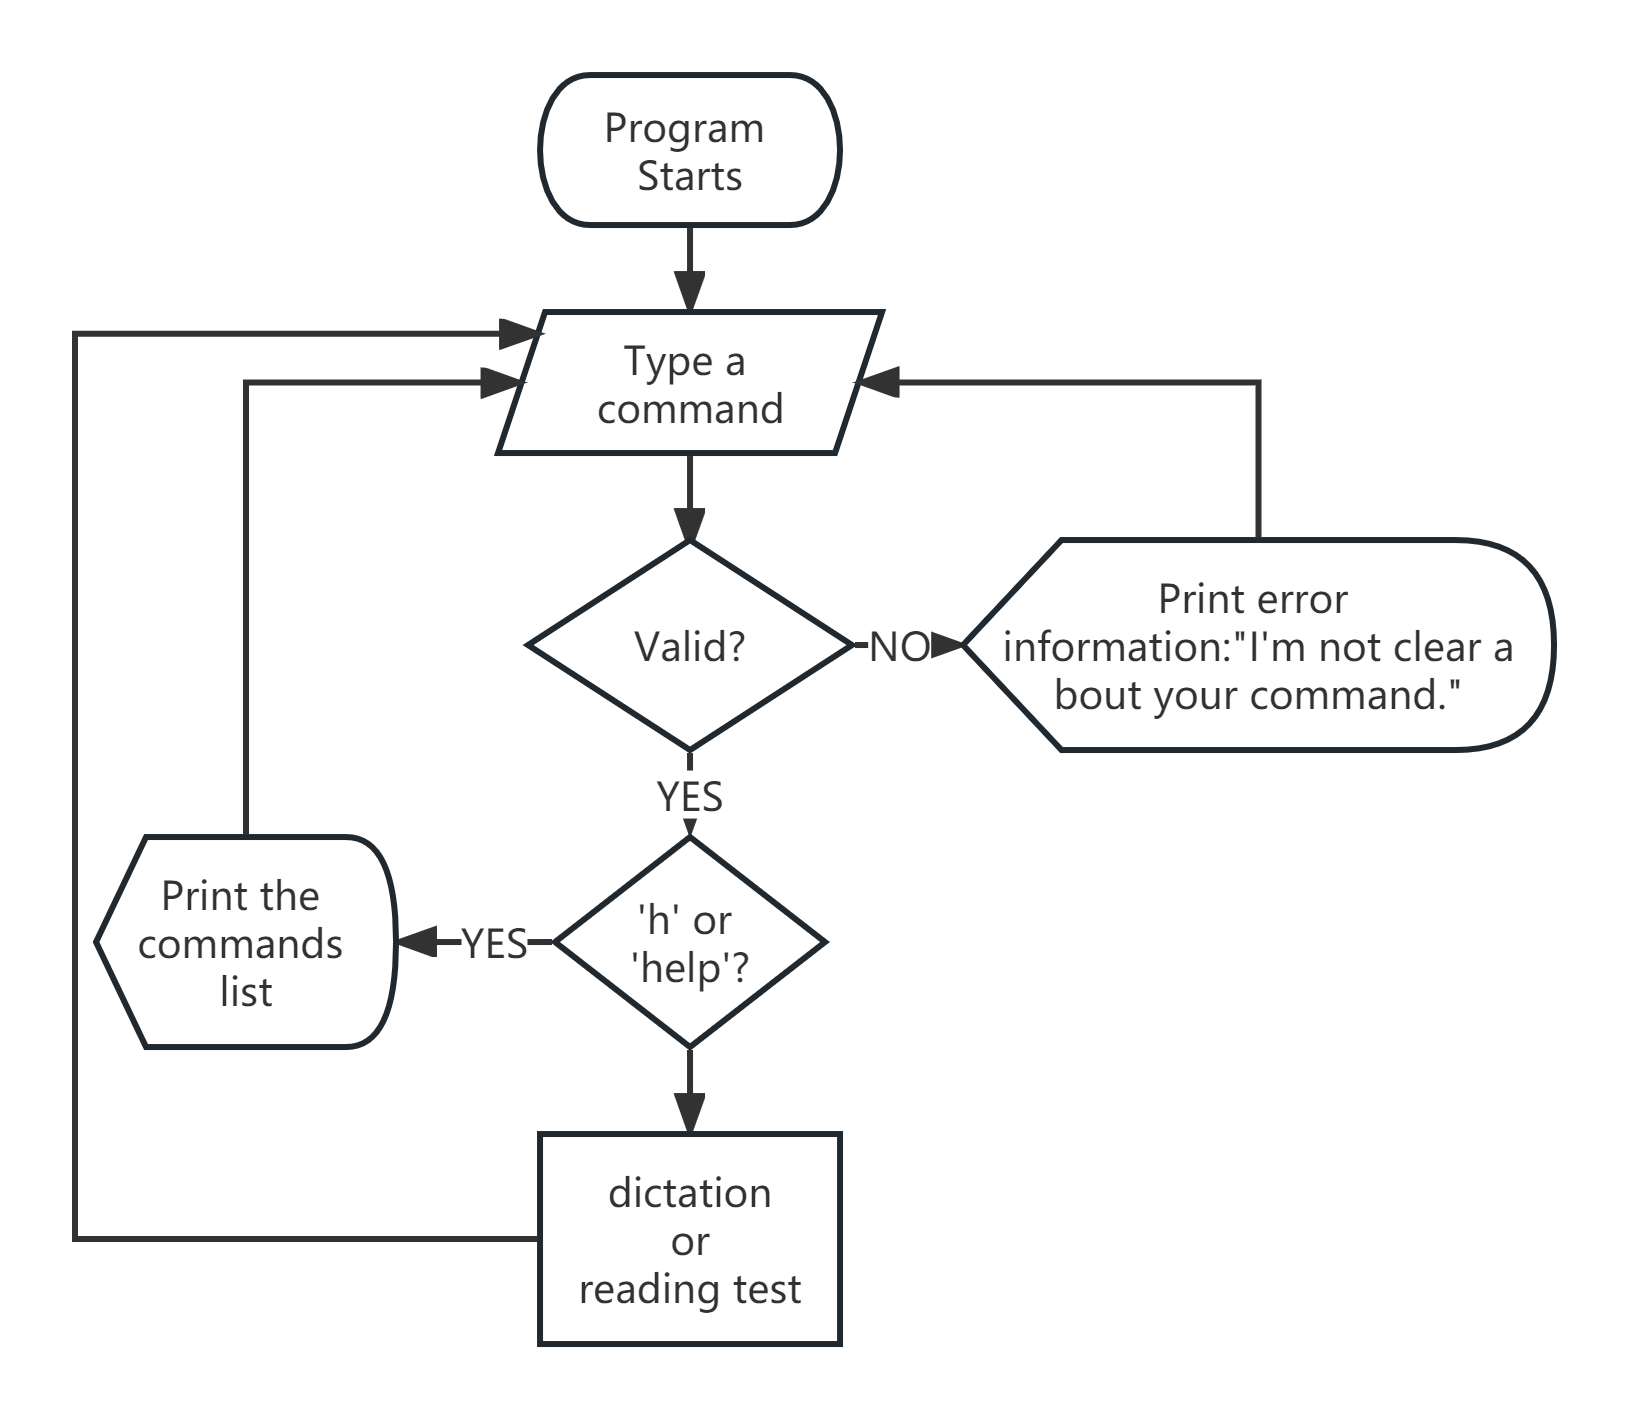 Program
Starts
Type a
command
Valid?
NO
Print error
information:"I'm not clear a
bout your command."
YES
Print the
commands
list
YES
'h' or
'help'?
dictation
or
reading test